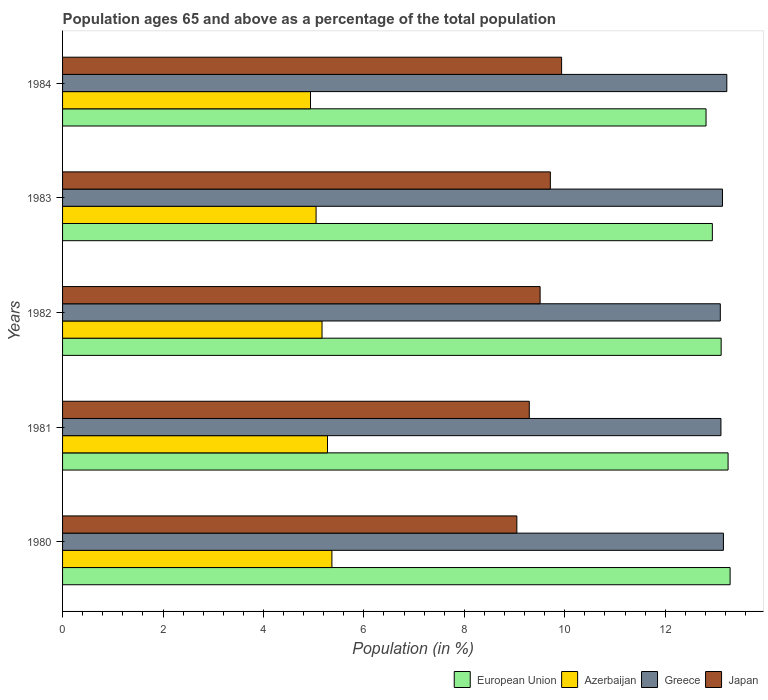 Population ages 65 and above as a percentage of the total population
1984
1983
1982
1981
1980
Years
0 2 4 6 8 10 12
Population (in %)
European Union Azerbaijan Greece Japan